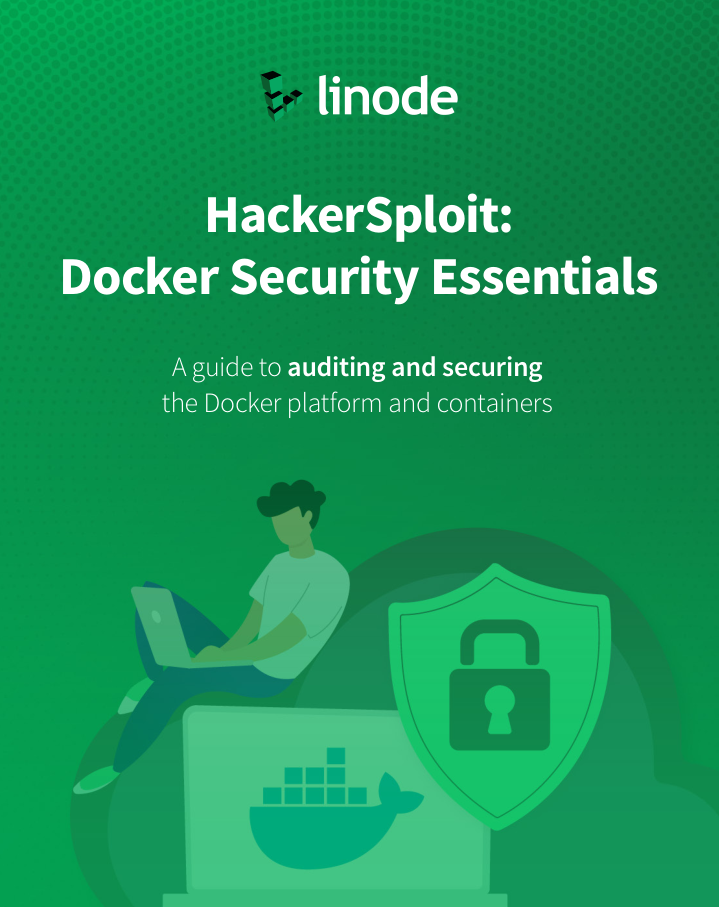 linode
HackerSploit:
Docker Security Essentials
A guide to auditing and securing
the Docker platform and containers